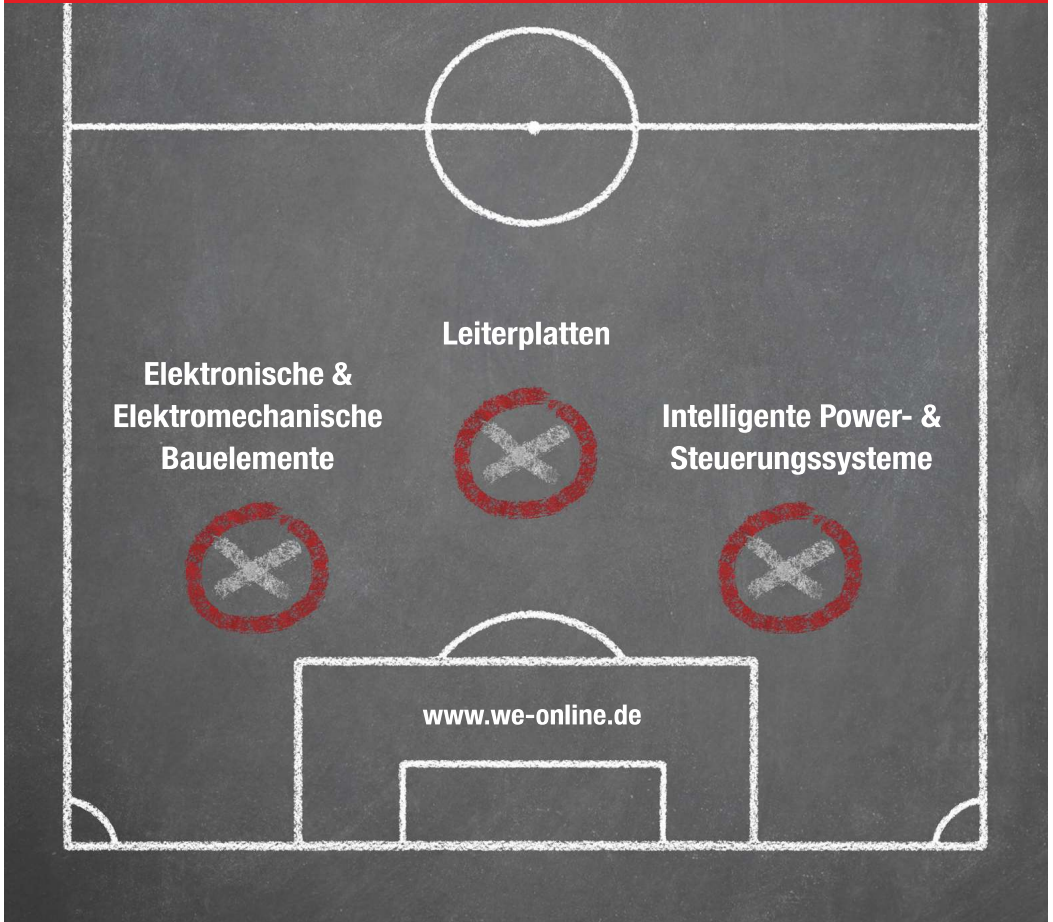 Leiterplatten
Elektronische &
Elektromechanische
Bauelemente
Intelligente Power- &
Steuerungssysteme
www.we-online.de